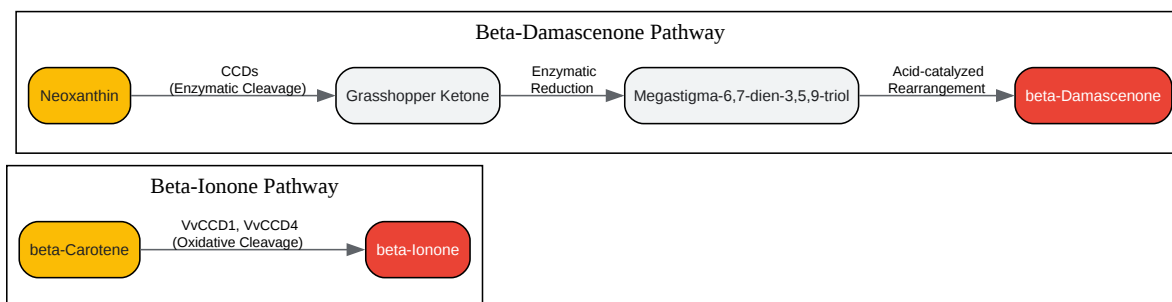 Beta-Damascenone Pathway
Neoxanthin
CCDs
(Enzymatic Cleavage)
Grasshopper Ketone
Enzymatic
Reduction
Megastigma-6,7-dien-3,5,9-triol
Acid-catalyzed
Rearrangement
beta-Damascenone
Beta-Ionone Pathway
beta-Carotene
VvCCD1, VvCCD4
(Oxidative Cleavage)
beta-Ionone